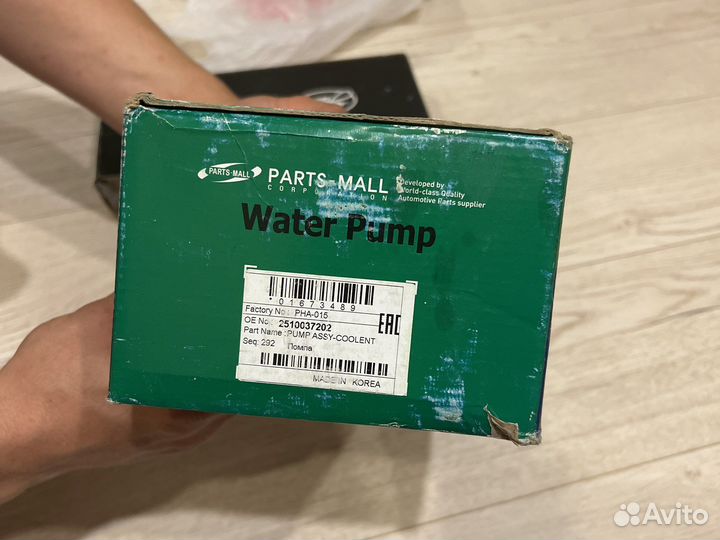 PARTS-MALL
PARTS-MALL
CORPORATION
Developed by
World-class Quality
Automotive Parts supplier
Water Pump
*01673489
Factory No: PHA-015
OE No: 2510037202
EAC
Part Name :PUMP ASSY-COOLENT
Seq: 292 Помпа
MADE IN KOREA
Avito